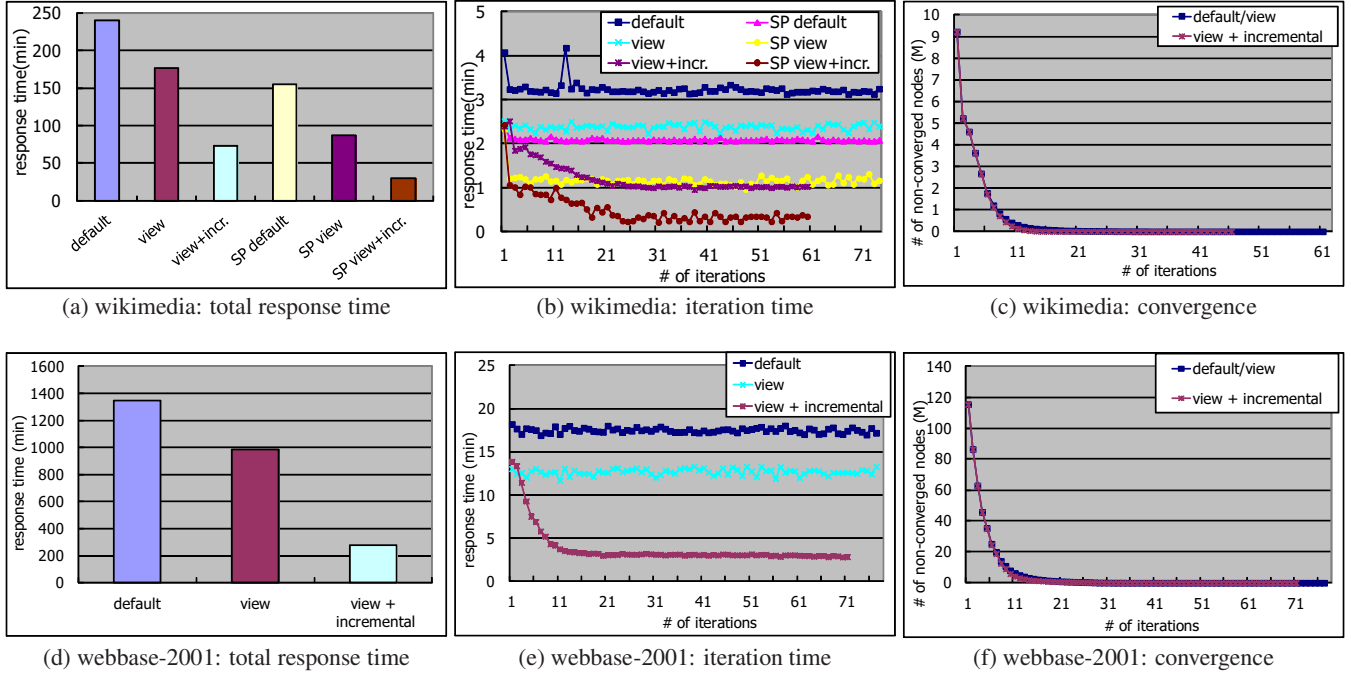 response time(min)
250
200
150
100
50
0
default
view
view+incr.
SP default
SP view
SP view+incr.
(a) wikimedia: total response time
response time(min)
5
4
3
2
1
0
default
SP default
view
SP view
view+incr.
SP view+incr.
1 11 21 31 41 51 61 71
# of iterations
(b) wikimedia: iteration time
# of non-converged nodes (M)
10
9
8
7
6
5
4
3
2
1
0
default/view
view + incremental
1 11 21 31 41 51 61
# of iterations
(c) wikimedia: convergence
response time (min)
1600
1400
1200
1000
800
600
400
200
0
default
view
view +
incremental
(d) webbase-2001: total response time
response time (min)
25
20
15
10
5
0
default
view
view + incremental
1 11 21 31 41 51 61 71
# of iterations
(e) webbase-2001: iteration time
# of non-converged nodes (M)
140
120
100
80
60
40
20
0
default/view
view + incremental
1 11 21 31 41 51 61 71
# of iterations
(f) webbase-2001: convergence